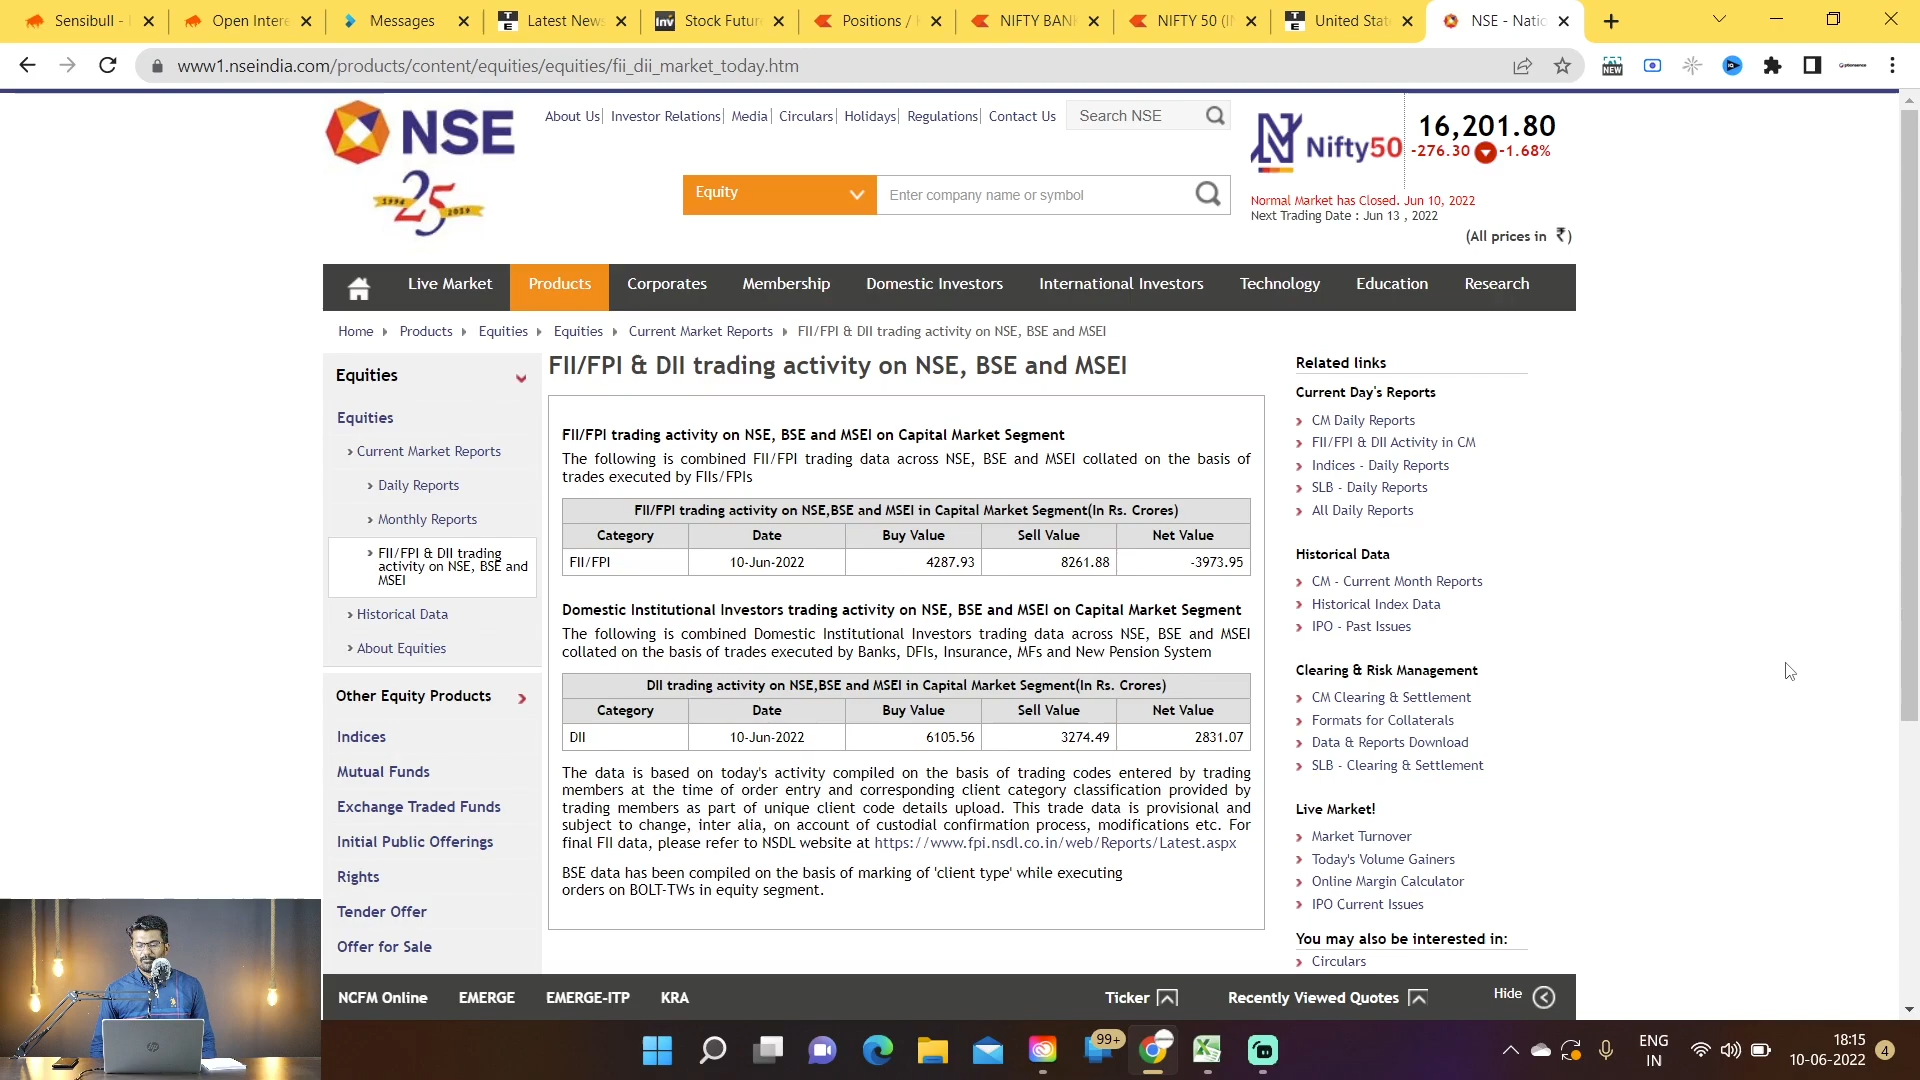 Sensibull -
Open Inter
Messages
Latest News
Stock Futur
Positions /
NIFTY BAN
NIFTY 50 (I
United Stat
NSE - Natio
www1.nseindia.com/products/content/equities/equities/fii_dii_market_today.htm
NSE
1994 25 2019
About Us| Investor Relations| Media| Circulars| Holidays| Regulations| Contact Us
Search NSE
Equity
Enter company name or symbol
Nifty50
16,201.80
-276.30 -1.68%
Normal Market has Closed. Jun 10, 2022
Next Trading Date : Jun 13 , 2022
(All prices in ₹)
Live Market
Products
Corporates
Membership
Domestic Investors
International Investors
Technology
Education
Research
Home Products Equities Equities Current Market Reports FII/FPI & DII trading activity on NSE, BSE and MSEI
Equities
Equities
Current Market Reports
Daily Reports
Monthly Reports
FII/FPI & DII trading
activity on NSE, BSE and
MSEI
Historical Data
About Equities
Other Equity Products
Indices
Mutual Funds
Exchange Traded Funds
Initial Public Offerings
Rights
Tender Offer
Offer for Sale
FII/FPI & DII trading activity on NSE, BSE and MSEI
FII/FPI trading activity on NSE, BSE and MSEI on Capital Market Segment
The following is combined FII/FPI trading data across NSE, BSE and MSEI collated on the basis of
trades executed by FIIs/FPIs
FII/FPI trading activity on NSE,BSE and MSEI in Capital Market Segment(In Rs. Crores)
Category Date Buy Value Sell Value Net Value
FII/FPI 10-Jun-2022 4287.93 8261.88 -3973.95
Domestic Institutional Investors trading activity on NSE, BSE and MSEI on Capital Market Segment
The following is combined Domestic Institutional Investors trading data across NSE, BSE and MSEI
collated on the basis of trades executed by Banks, DFIs, Insurance, MFs and New Pension System
DII trading activity on NSE,BSE and MSEI in Capital Market Segment(In Rs. Crores)
Category Date Buy Value Sell Value Net Value
DII 10-Jun-2022 6105.56 3274.49 2831.07
The data is based on today's activity compiled on the basis of trading codes entered by trading
members at the time of order entry and corresponding client category classification provided by
trading members as part of unique client code details upload. This trade data is provisional and
subject to change, inter alia, on account of custodial confirmation process, modifications etc. For
final FII data, please refer to NSDL website at https://www.fpi.nsdl.co.in/web/Reports/Latest.aspx
BSE data has been compiled on the basis of marking of 'client type' while executing
orders on BOLT-TWs in equity segment.
Related links
Current Day's Reports
CM Daily Reports
FII/FPI & DII Activity in CM
Indices - Daily Reports
SLB - Daily Reports
All Daily Reports
Historical Data
CM - Current Month Reports
Historical Index Data
IPO - Past Issues
Clearing & Risk Management
CM Clearing & Settlement
Formats for Collaterals
Data & Reports Download
SLB - Clearing & Settlement
Live Market!
Market Turnover
Today's Volume Gainers
Online Margin Calculator
IPO Current Issues
You may also be interested in:
Circulars
NCFM Online
EMERGE
EMERGE-ITP
KRA
Ticker
Recently Viewed Quotes
Hide
99+
ENG
IN
18:15
10-06-2022
4